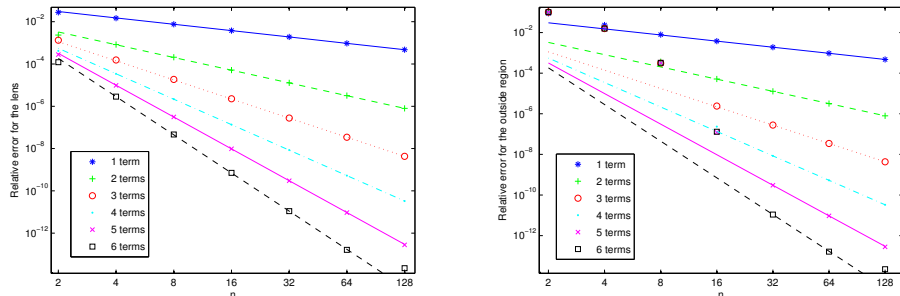 Relative error for the lens
10^-2
10^-4
10^-6
10^-8
10^-10
10^-12
1 term
2 terms
3 terms
4 terms
5 terms
6 terms
2 4 8 16 32 64 128
n
Relative error for the outside region
10^-2
10^-4
10^-6
10^-8
10^-10
10^-12
1 term
2 terms
3 terms
4 terms
5 terms
6 terms
2 4 8 16 32 64 128
n